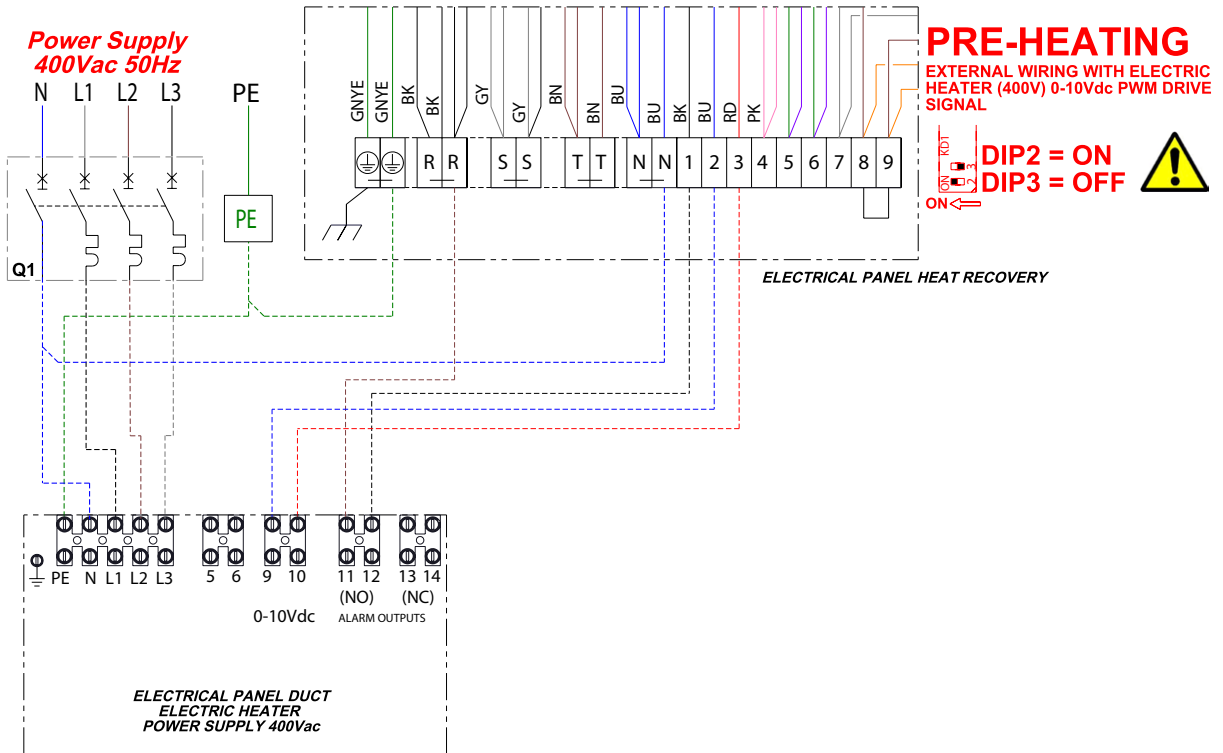 Power Supply
400Vac 50Hz
N L1 L2 L3 PE
Q1
PE
GNYE GNYE BK BK GY GY BN BN BU BU BK BU RD PK
R R S S T T N N 1 2 3 4 5 6 7 8 9
PRE-HEATING
EXTERNAL WIRING WITH ELECTRIC
HEATER (400V) 0-10Vdc PWM DRIVE
SIGNAL
KD1
ON 2 3
DIP2 = ON
DIP3 = OFF
ON
ELECTRICAL PANEL HEAT RECOVERY
PE N L1 L2 L3 5 6 9 10 11 12 13 14
(NO) (NC)
0-10Vdc ALARM OUTPUTS
ELECTRICAL PANEL DUCT
ELECTRIC HEATER
POWER SUPPLY 400Vac